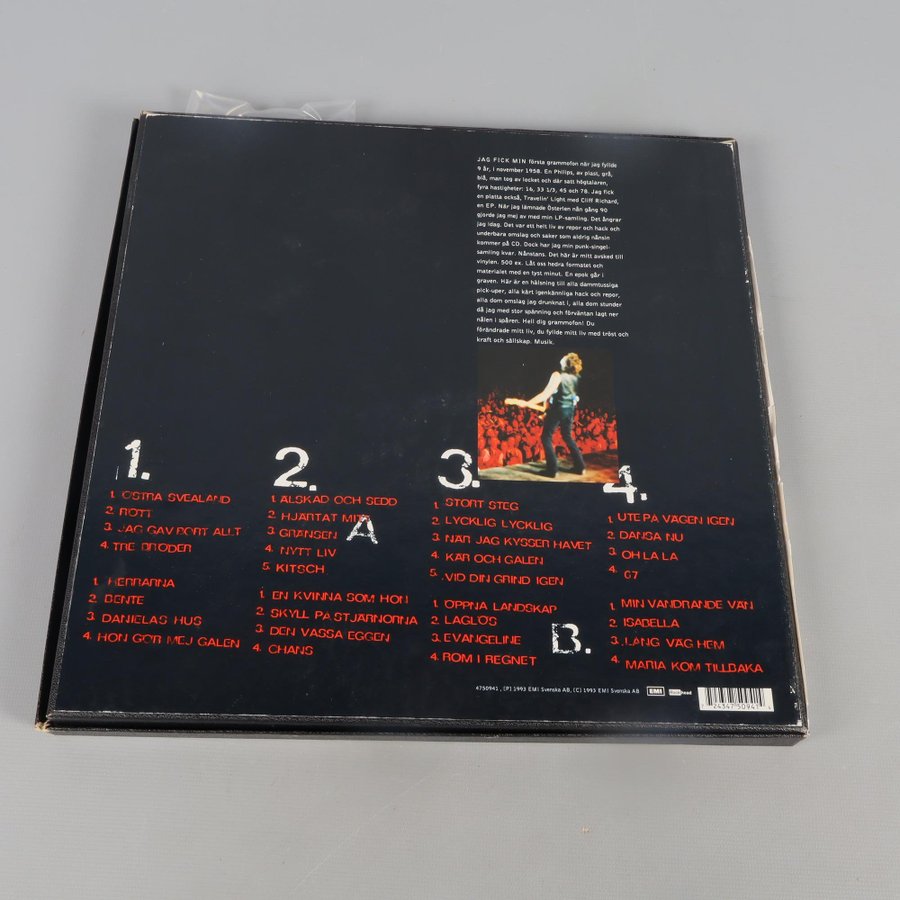 JAG FICK MIN första grammofon när jag fyllde
9 år, i november 1958. En Philips, av plast, grå,
blå, man tog av locket och där satt högtalaren,
fyra hastigheter: 16, 33 1/3, 45 och 78. Jag fick
en platta också, Travelin' Light med Cliff Richard,
en EP. När jag lämnade Österlen nån gång 90
gjorde jag mej av med min LP-samling. Det ångrar
jag idag. Det var ett helt liv av repor och hack och
underbara omslag och saker som aldrig nånsin
kommer på CD. Dock har jag min punk-singel-
samling kvar. Nånstans. Det här är mitt avsked till
vinylen. 500 ex. Låt oss hedra formatet och
materialet med en tyst minut. En epok går i
graven. Här är en hälsning till alla dammtussiga
pick-uper, alla kärt igenkännliga hack och repor,
alla dom omslag jag drunknat i, alla dom stunder
då jag med stor spänning och förväntan lagt ner
nålen i spåren. Hell dig grammofon! Du
förändrade mitt liv, du fyllde mitt liv med tröst och
kraft och sällskap. Musik.
1.
1. ÖSTRA SVEALAND
2. RÖTT
3. JAG GAV BORT ALLT
4. TRE BRÖDER
1. HERRARNA
2. BENTE
3. DANIELAS HUS
4. HON GÖR MEJ GALEN
2.
1. ÄLSKAD OCH SEDD
2. HJÄRTAT MITT
3. GRÄNSEN
4. NYTT LIV
5. KITSCH
A
1. EN KVINNA SOM HON
2. SKYLL PÅ STJÄRNORNA
3. DEN VASSA EGGEN
4. CHANS
3.
1. STORT STEG
2. LYCKLIG LYCKLIG
3. NÄR JAG KYSSER HAVET
4. KÄR OCH GALEN
5. VID DIN GRIND IGEN
1. ÖPPNA LANDSKAP
2. LAGLÖS
3. EVANGELINE
4. ROM I REGNET
B.
4.
1. UTE PÅ VÄGEN IGEN
2. DANSA NU
3. OH LA LA
4. 67
1. MIN VANDRANDE VÄN
2. ISABELLA
3. LÅNG VÄG HEM
4. MARIA KOM TILLBAKA
4750941, (P) 1993 EMI Svenska AB, (C) 1993 EMI Svenska AB
EMI